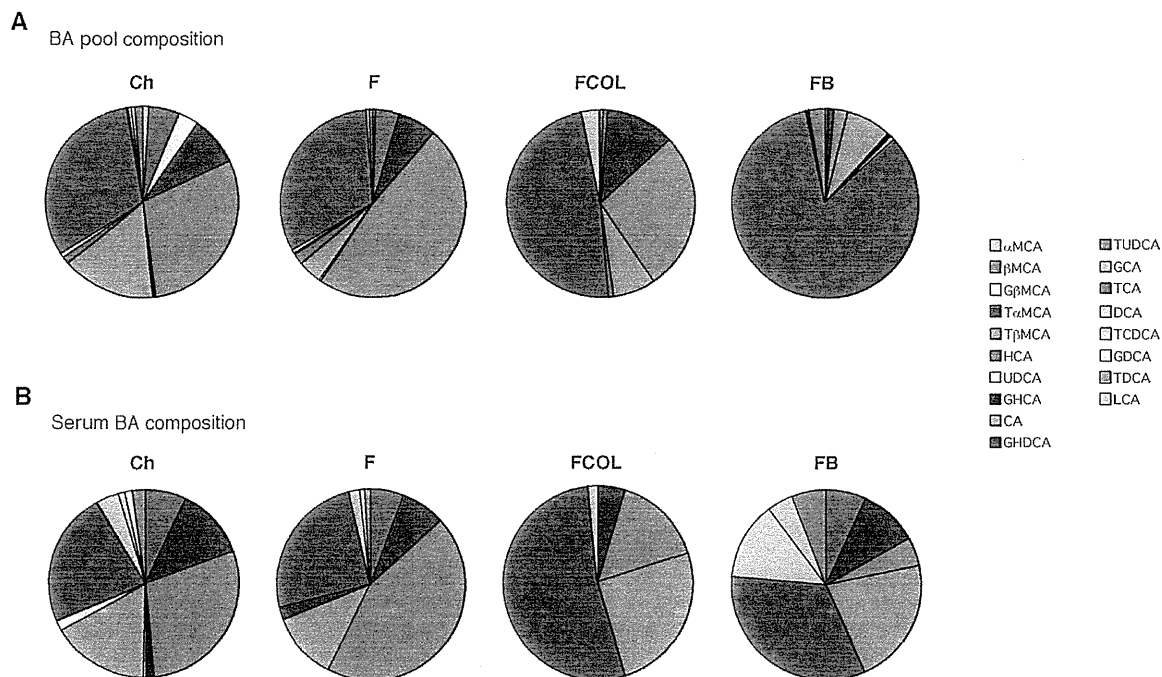 A
BA pool composition
Ch
F
FCOL
FB
αMCA
βMCA
GβMCA
TαMCA
TβMCA
HCA
UDCA
GHCA
CA
GHDCA
TUDCA
GCA
TCA
DCA
TCDCA
GDCA
TDCA
LCA
B
Serum BA composition
Ch
F
FCOL
FB